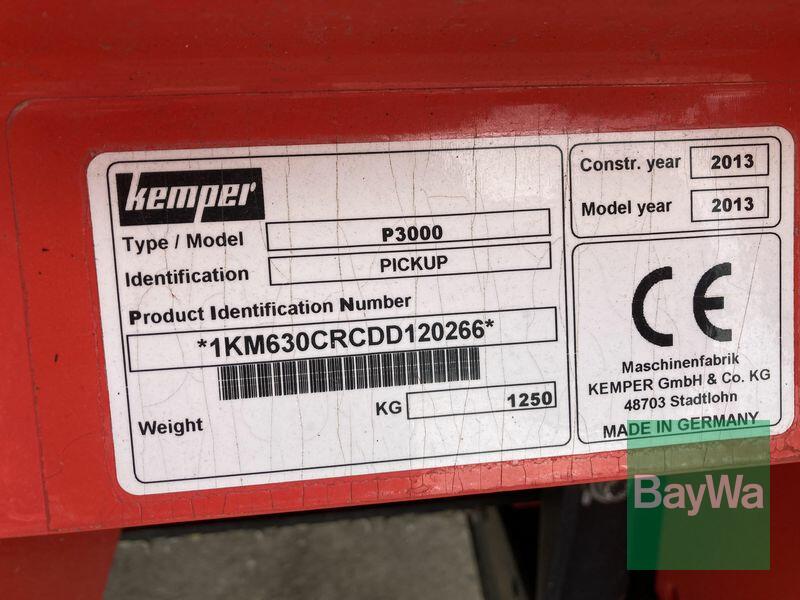 kemper
Type / Model P3000
Identification PICKUP
Product Identification Number
*1KM630CRCDD120266*
Weight KG 1250
Constr. year 2013
Model year 2013
CE
Maschinenfabrik
KEMPER GmbH & Co. KG
48703 Stadtlohn
MADE IN GERMANY
BayWa